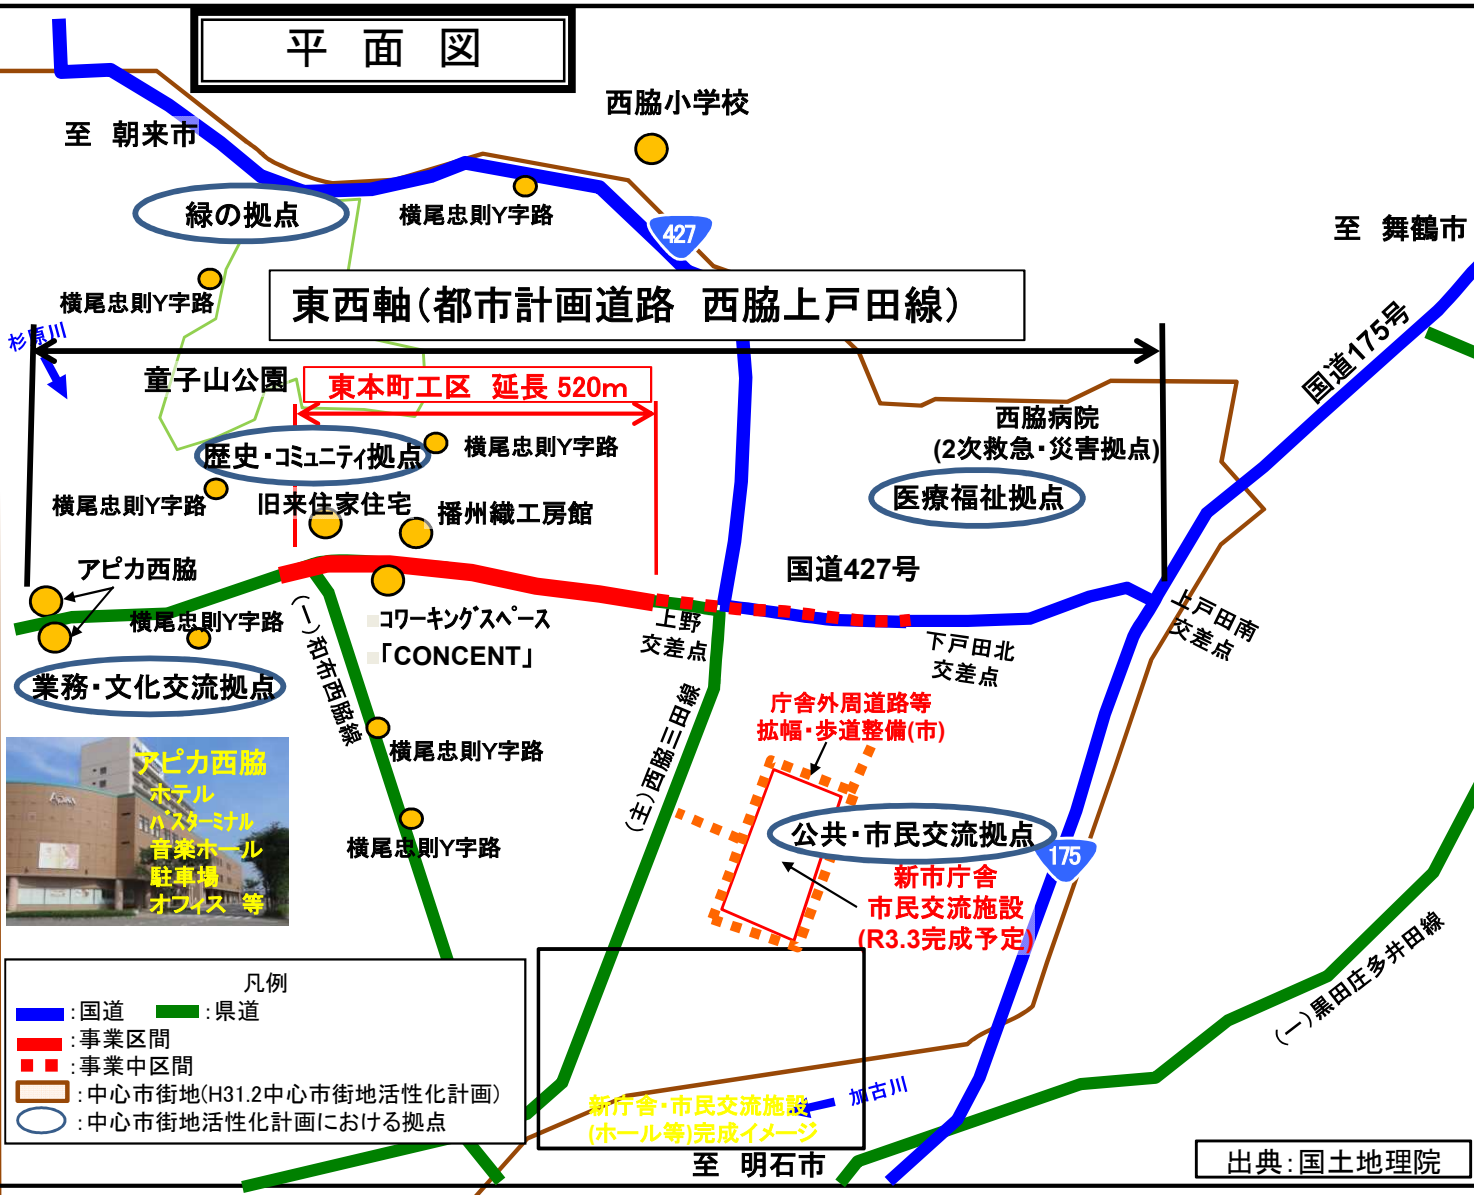 平面図
西脇小学校
至 朝来市
緑の拠点
横尾忠則Y字路
427
至 舞鶴市
横尾忠則Y字路
東西軸(都市計画道路 西脇上戸田線)
杉原川
国道175号
童子山公園
東本町工区 延長 520m
西脇病院
(2次救急・災害拠点)
歴史・コミュニティ拠点
横尾忠則Y字路
医療福祉拠点
横尾忠則Y字路
旧来住家住宅
播州織工房館
アピカ西脇
国道427号
横尾忠則Y字路
(一)和布西脇線
コワーキングスペース
「CONCENT」
上野
交差点
下戸田北
交差点
上戸田南
交差点
業務・文化交流拠点
(主)西脇三田線
庁舎外周道路等
拡幅・歩道整備(市)
横尾忠則Y字路
アピカ西脇
ホテル
バスターミナル
音楽ホール
駐車場
オフィス 等
横尾忠則Y字路
公共・市民交流拠点
175
新市庁舎
市民交流施設
(R3.3完成予定)
(一)黒田庄多井田線
凡例
:国道
:県道
:事業区間
:事業中区間
:中心市街地(H31.2中心市街地活性化計画)
:中心市街地活性化計画における拠点
新庁舎・市民交流施設
(ホール等)完成イメージ
加古川
至 明石市
出典:国土地理院